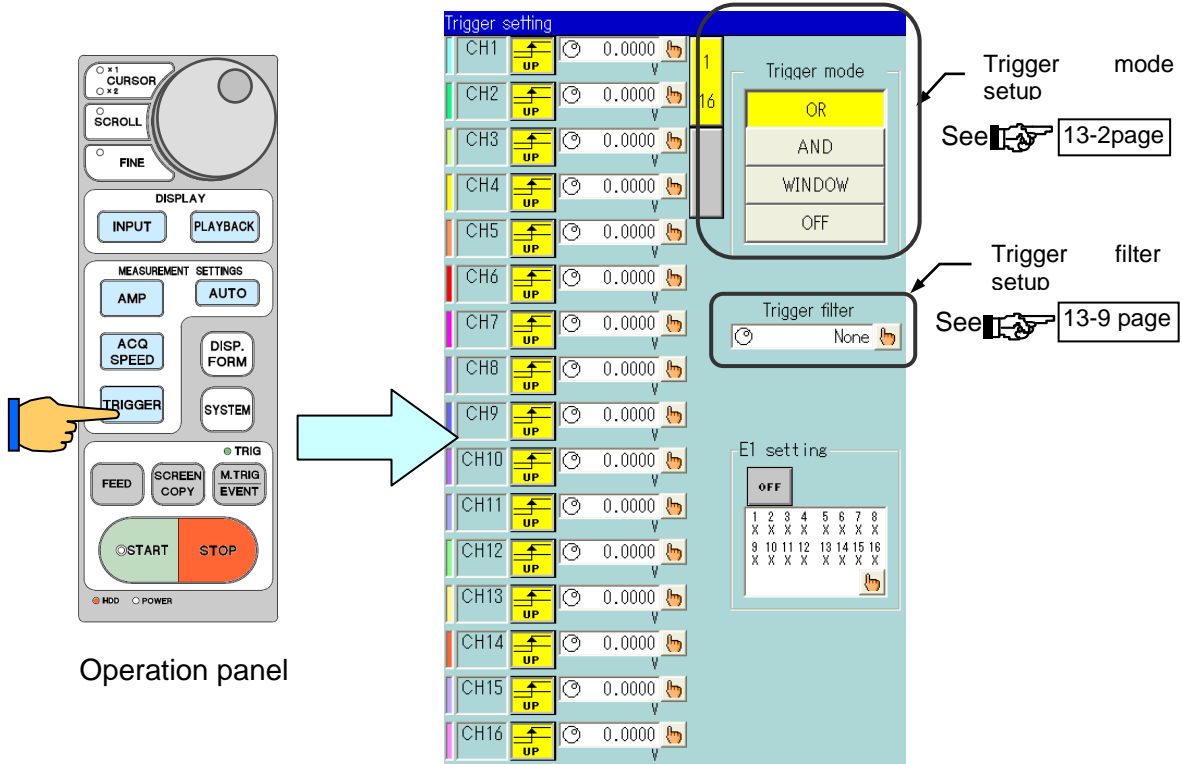 x1
CURSOR
x2
SCROLL
FINE
DISPLAY
INPUT PLAYBACK
MEASUREMENT SETTINGS
AMP AUTO
ACQ
SPEED
DISP.
FORM
TRIGGER SYSTEM
TRIG
FEED
SCREEN
COPY
M.TRIG
EVENT
START STOP
HDD POWER
Operation panel
Trigger setting
CH1 UP 0.0000 V
CH2 UP 0.0000 V
CH3 UP 0.0000 V
CH4 UP 0.0000 V
CH5 UP 0.0000 V
CH6 UP 0.0000 V
CH7 UP 0.0000 V
CH8 UP 0.0000 V
CH9 UP 0.0000 V
CH10 UP 0.0000 V
CH11 UP 0.0000 V
CH12 UP 0.0000 V
CH13 UP 0.0000 V
CH14 UP 0.0000 V
CH15 UP 0.0000 V
CH16 UP 0.0000 V
1
16
Trigger mode
OR
AND
WINDOW
OFF
Trigger filter
None
E1 setting
OFF
1 2 3 4 5 6 7 8
X X X X X X X X
9 10 11 12 13 14 15 16
X X X X X X X X
Trigger mode
setup
See 13-2page
Trigger filter
setup
See 13-9 page